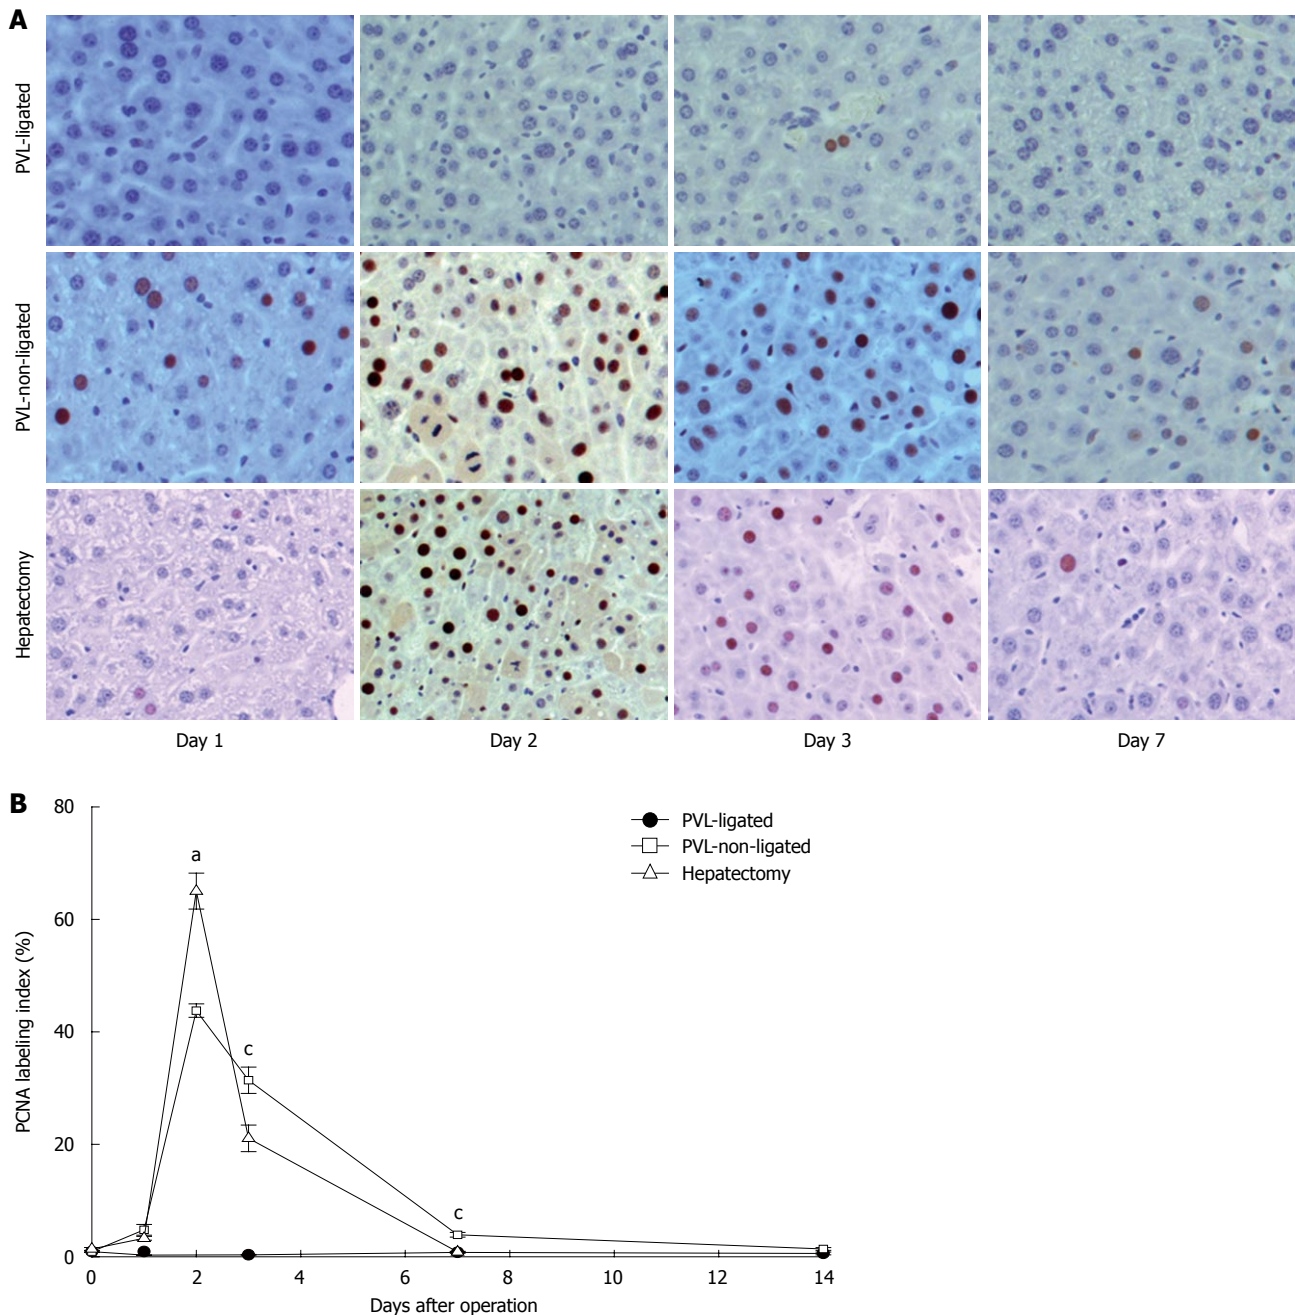 A
PVL-ligated
PVL-non-ligated
Hepatectomy
Day 1 Day 2 Day 3 Day 7
B
PCNA labeling index (%)
80
60
40
20
0
a
c
c
PVL-ligated
PVL-non-ligated
Hepatectomy
0 2 4 6 8 10 12 14
Days after operation